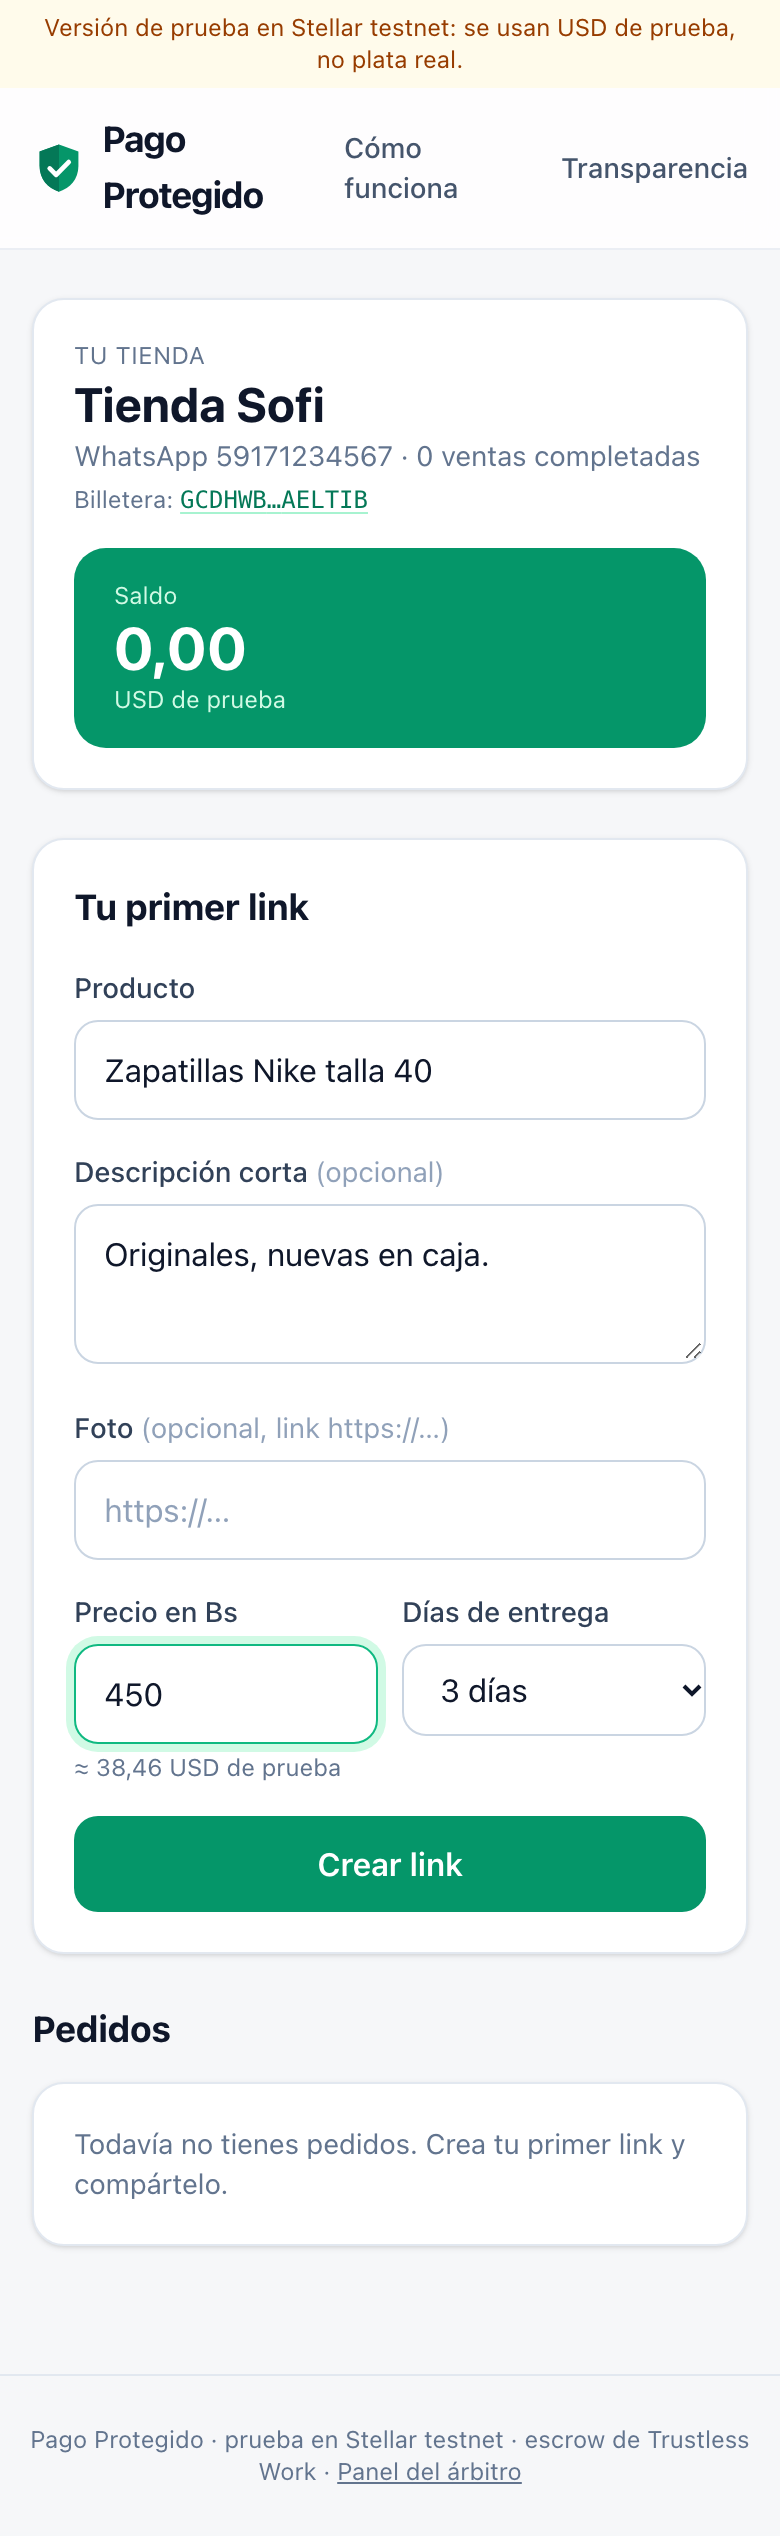 Versión de prueba en Stellar testnet: se usan USD de prueba,
no plata real.
Pago
Protegido
Cómo
funciona
Transparencia
TU TIENDA
Tienda Sofi
WhatsApp 59171234567 · 0 ventas completadas
Billetera: GCDHWB…AELTIB
Saldo
0,00
USD de prueba
Tu primer link
Producto
Zapatillas Nike talla 40
Descripción corta (opcional)
Originales, nuevas en caja.
Foto (opcional, link https://...)
https://...
Precio en Bs
Días de entrega
450
3 días
≈ 38,46 USD de prueba
Crear link
Pedidos
Todavía no tienes pedidos. Crea tu primer link y
compártelo.
Pago Protegido · prueba en Stellar testnet · escrow de Trustless
Work · Panel del árbitro